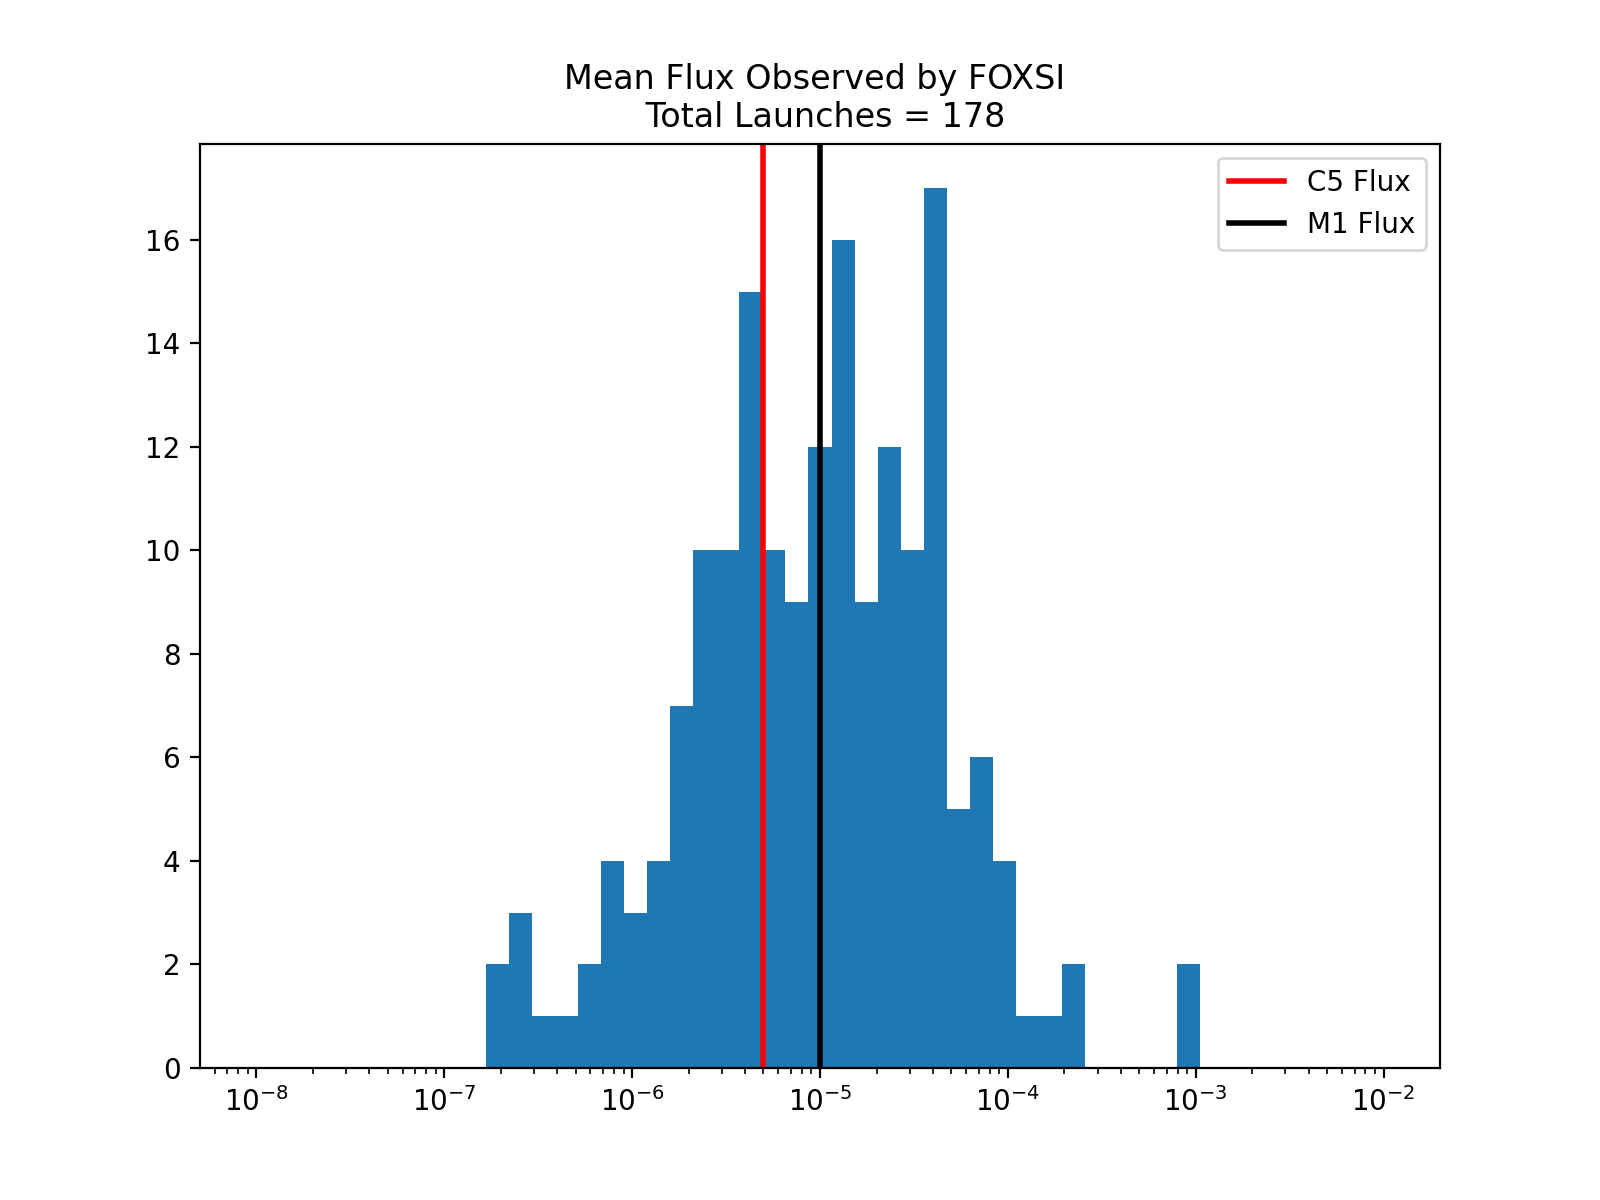 Mean Flux Observed by FOXSI
Total Launches = 178
C5 Flux
M1 Flux
16
14
12
10
8
6
4
2
0
10⁻⁸ 10⁻⁷ 10⁻⁶ 10⁻⁵ 10⁻⁴ 10⁻³ 10⁻²